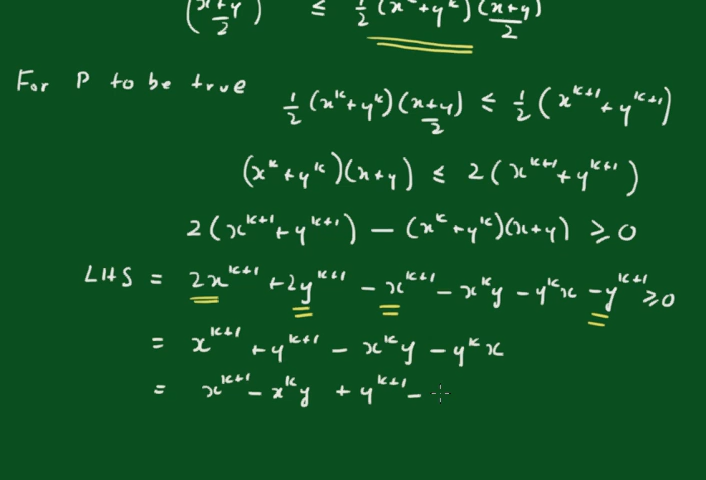 (x+y/2) ≤ 1/2 (x^k + y^k) (x+y)/2
For P to be true
1/2 (x^k + y^k) (x+y)/2 ≤ 1/2 (x^{k+1} + y^{k+1})
(x^k + y^k)(x+y) ≤ 2(x^{k+1} + y^{k+1})
2(x^{k+1} + y^{k+1}) − (x^k + y^k)(x+y) ≥ 0
LHS = 2x^{k+1} + 2y^{k+1} − x^{k+1} − x^k y − y^k x − y^{k+1} ≥ 0
= x^{k+1} + y^{k+1} − x^k y − y^k x
= x^{k+1} − x^k y + y^{k+1} −